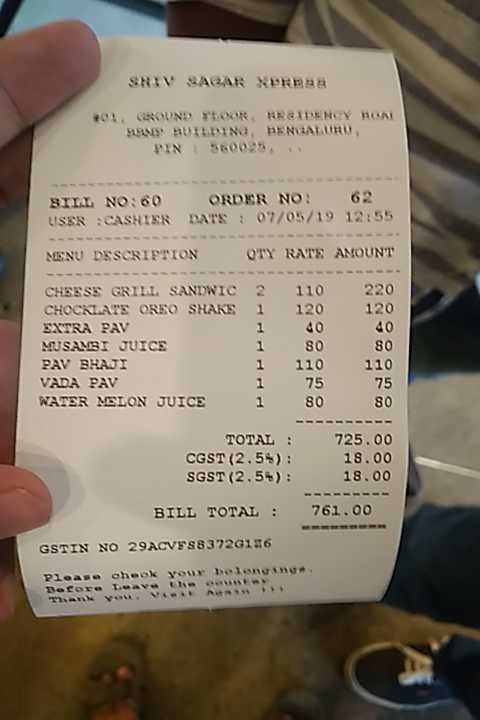 SHIV SAGAR XPRESS
#01, GROUND FLOOR, RESIDENCY ROA
BBMP BUILDING, BENGALURU,
PIN : 560025, ..
BILL NO:60 ORDER NO: 62
USER :CASHIER DATE : 07/05/19 12:55
MENU DESCRIPTION QTY RATE AMOUNT
CHEESE GRILL SANDWIC 2 110 220
CHOCKLATE OREO SHAKE 1 120 120
EXTRA PAV 1 40 40
MUSAMBI JUICE 1 80 80
PAV BHAJI 1 110 110
VADA PAV 1 75 75
WATER MELON JUICE 1 80 80
TOTAL : 725.00
CGST(2.5%): 18.00
SGST(2.5%): 18.00
BILL TOTAL : 761.00
GSTIN NO 29ACVFS8372G1Z6
Please check your belongings.
Before Leave the counter
Thank you. Visit Again !!!